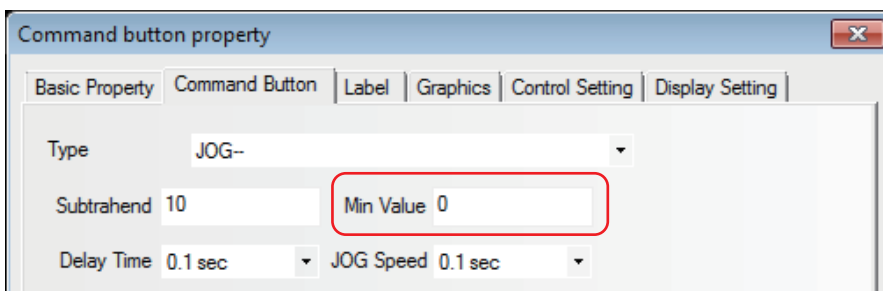 Command button property
Basic Property Command Button Label Graphics Control Setting Display Setting
Type JOG--
Subtrahend 10 Min Value 0
Delay Time 0.1 sec JOG Speed 0.1 sec